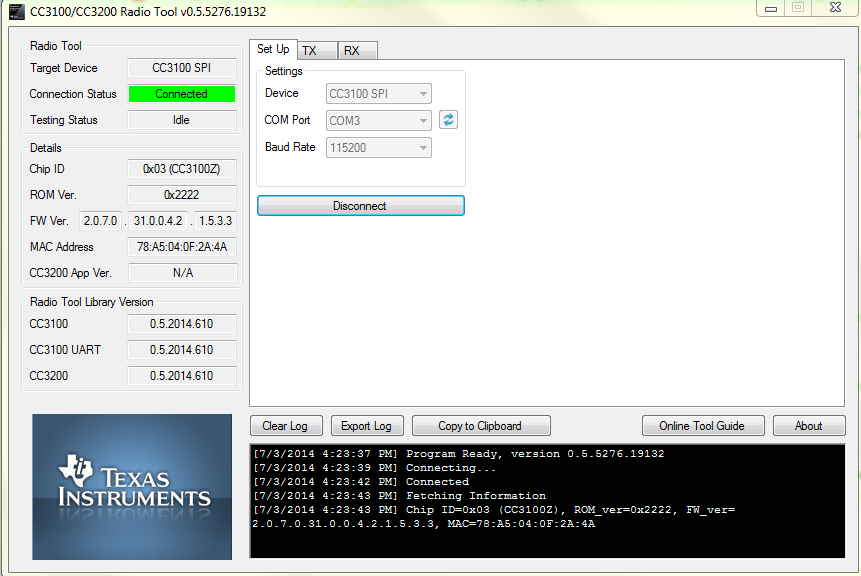 CC3100/CC3200 Radio Tool v0.5.5276.19132
Radio Tool
Target Device CC3100 SPI
Connection Status Connected
Testing Status Idle
Details
Chip ID 0x03 (CC3100Z)
ROM Ver. 0x2222
FW Ver. 2.0.7.0 . 31.0.0.4.2 . 1.5.3.3
MAC Address 78:A5:04:0F:2A:4A
CC3200 App Ver. N/A
Radio Tool Library Version
CC3100 0.5.2014.610
CC3100 UART 0.5.2014.610
CC3200 0.5.2014.610
TEXAS
INSTRUMENTS
Set Up TX RX
Settings
Device CC3100 SPI
COM Port COM3
Baud Rate 115200
Disconnect
Clear Log Export Log Copy to Clipboard Online Tool Guide About
[7/3/2014 4:23:37 PM] Program Ready, version 0.5.5276.19132
[7/3/2014 4:23:39 PM] Connecting...
[7/3/2014 4:23:42 PM] Connected
[7/3/2014 4:23:43 PM] Fetching Information
[7/3/2014 4:23:43 PM] Chip ID=0x03 (CC3100Z), ROM_ver=0x2222, FW_ver=
2.0.7.0.31.0.0.4.2.1.5.3.3, MAC=78:A5:04:0F:2A:4A